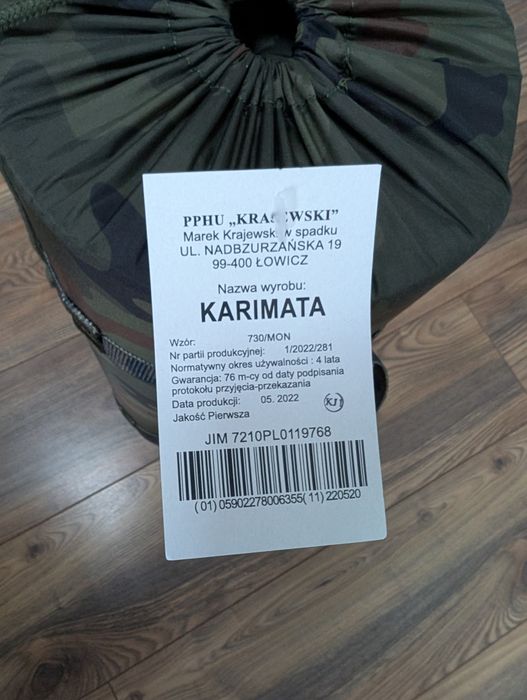 PPHU „KRAJEWSKI”
Marek Krajewski w spadku
UL. NADBZURZAŃSKA 19
99-400 ŁOWICZ
Nazwa wyrobu:
KARIMATA
Wzór: 730/MON
Nr partii produkcyjnej: 1/2022/281
Normatywny okres używalności : 4 lata
Gwarancja: 76 m-cy od daty podpisania
protokołu przyjęcia-przekazania
Data produkcji: 05. 2022
KJ
Jakość Pierwsza
JIM 7210PL0119768
(01)05902278006355(11)220520